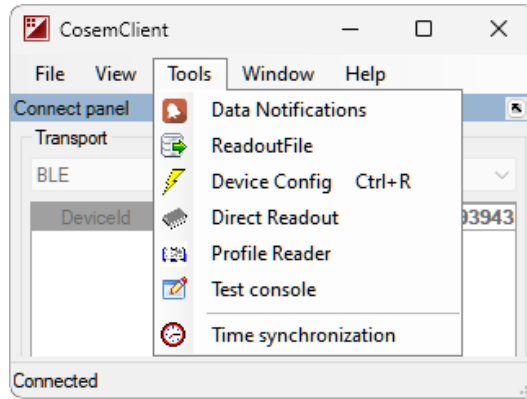 CosemClient
File View Tools Window Help
Connect panel
Data Notifications
Transport
ReadoutFile
BLE
Device Config Ctrl+R
DeviceId
Direct Readout
93943
Profile Reader
Test console
Time synchronization
Connected